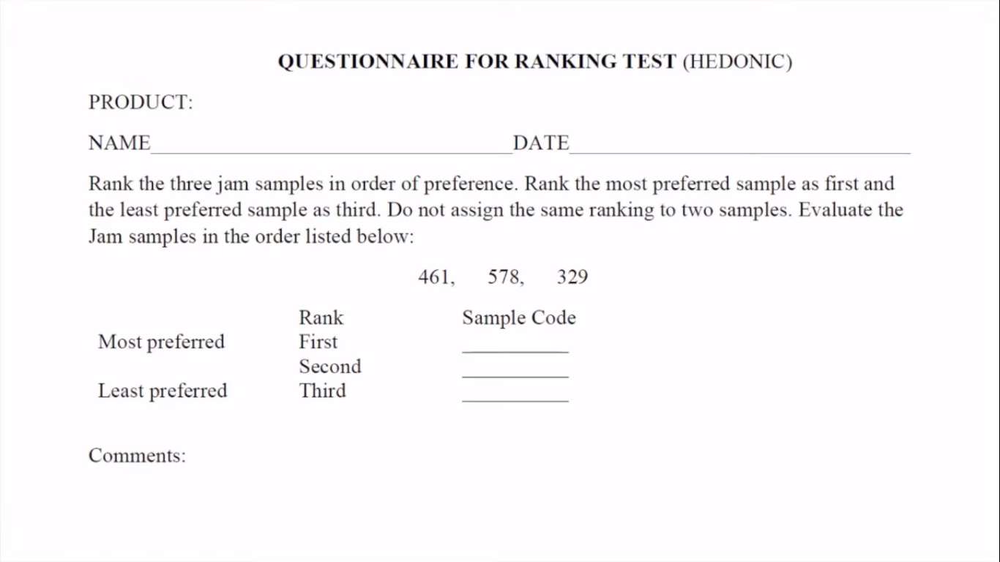 QUESTIONNAIRE FOR RANKING TEST (HEDONIC)
PRODUCT:
NAME DATE
Rank the three jam samples in order of preference. Rank the most preferred sample as first and
the least preferred sample as third. Do not assign the same ranking to two samples. Evaluate the
Jam samples in the order listed below:
461, 578, 329
Rank Sample Code
Most preferred First
Second
Least preferred Third
Comments: